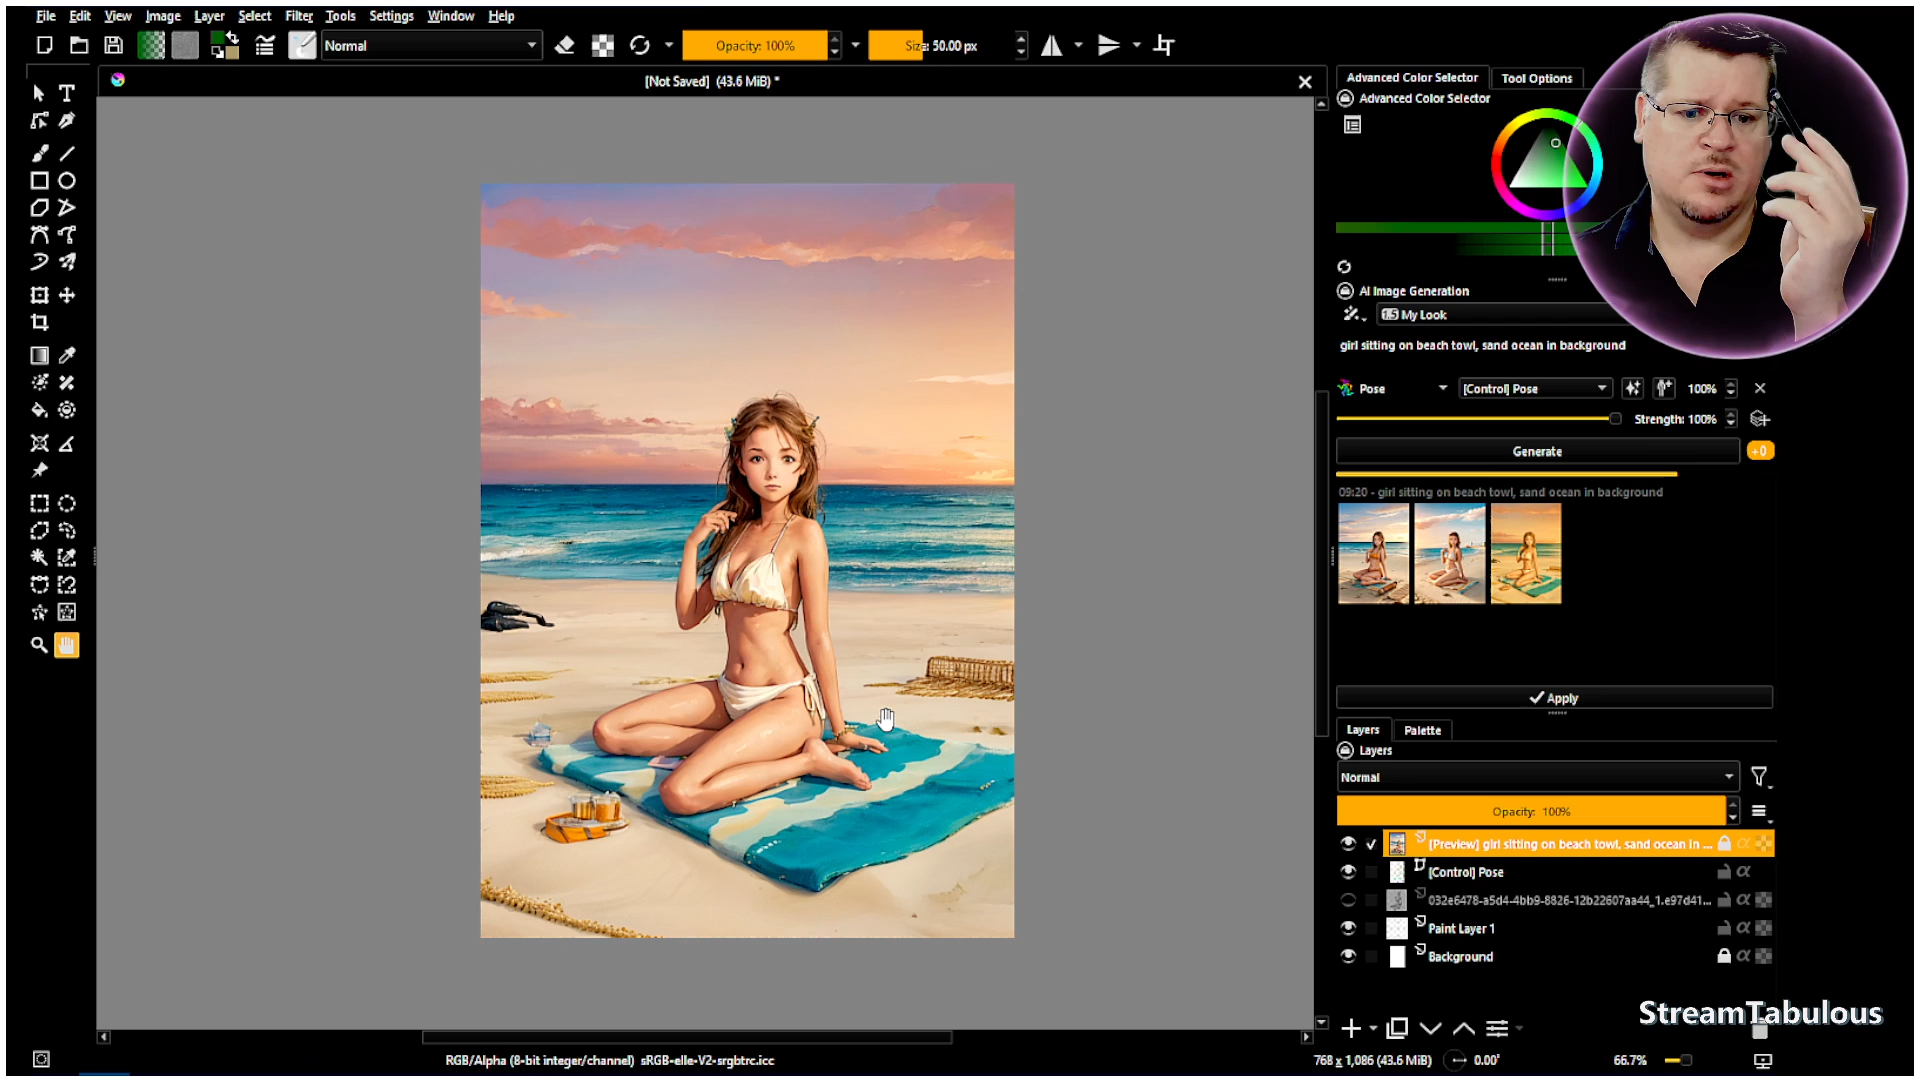 File Edit View Image Layer Select Filter Tools Settings Window Help
Normal
Opacity: 100%
Size: 50.00 px
[Not Saved] (43.6 MiB) *
Advanced Color Selector
Tool Options
Advanced Color Selector
AI Image Generation
1.5 My Look
girl sitting on beach towl, sand ocean in background
Pose
[Control] Pose
100%
Strength: 100%
Generate
+0
09:20 - girl sitting on beach towl, sand ocean in background
Apply
Layers
Palette
Layers
Normal
Opacity: 100%
[Preview] girl sitting on beach towl, sand ocean in ...
[Control] Pose
032e6478-a5d4-4bb9-8826-12b22607aa44_1.e97d41...
Paint Layer 1
Background
StreamTabulous
RGB/Alpha (8-bit integer/channel) sRGB-elle-V2-srgbtrc.icc
768 x 1,086 (43.6 MiB)
0.00°
66.7%